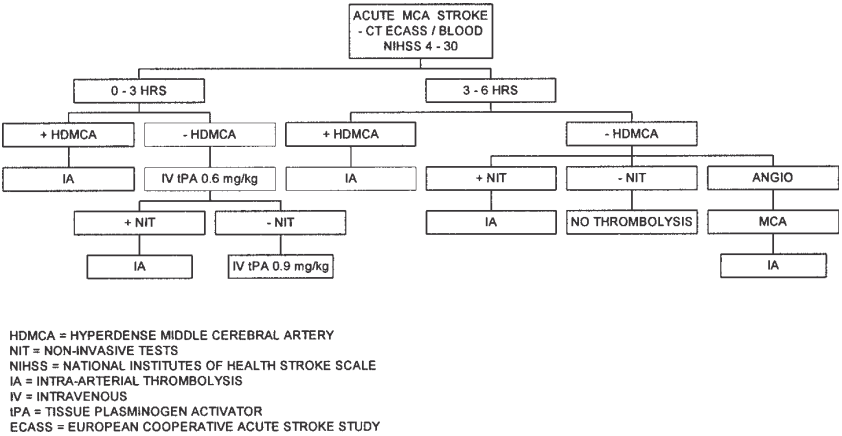 ACUTE MCA STROKE
- CT ECASS / BLOOD
NIHSS 4 - 30
0 - 3 HRS
3 - 6 HRS
+ HDMCA
- HDMCA
+ HDMCA
- HDMCA
IA
IV tPA 0.6 mg/kg
IA
+ NIT
- NIT
ANGIO
+ NIT
- NIT
IA
NO THROMBOLYSIS
MCA
IA
IV tPA 0.9 mg/kg
IA
HDMCA = HYPERDENSE MIDDLE CEREBRAL ARTERY
NIT = NON-INVASIVE TESTS
NIHSS = NATIONAL INSTITUTES OF HEALTH STROKE SCALE
IA = INTRA-ARTERIAL THROMBOLYSIS
IV = INTRAVENOUS
tPA = TISSUE PLASMINOGEN ACTIVATOR
ECASS = EUROPEAN COOPERATIVE ACUTE STROKE STUDY